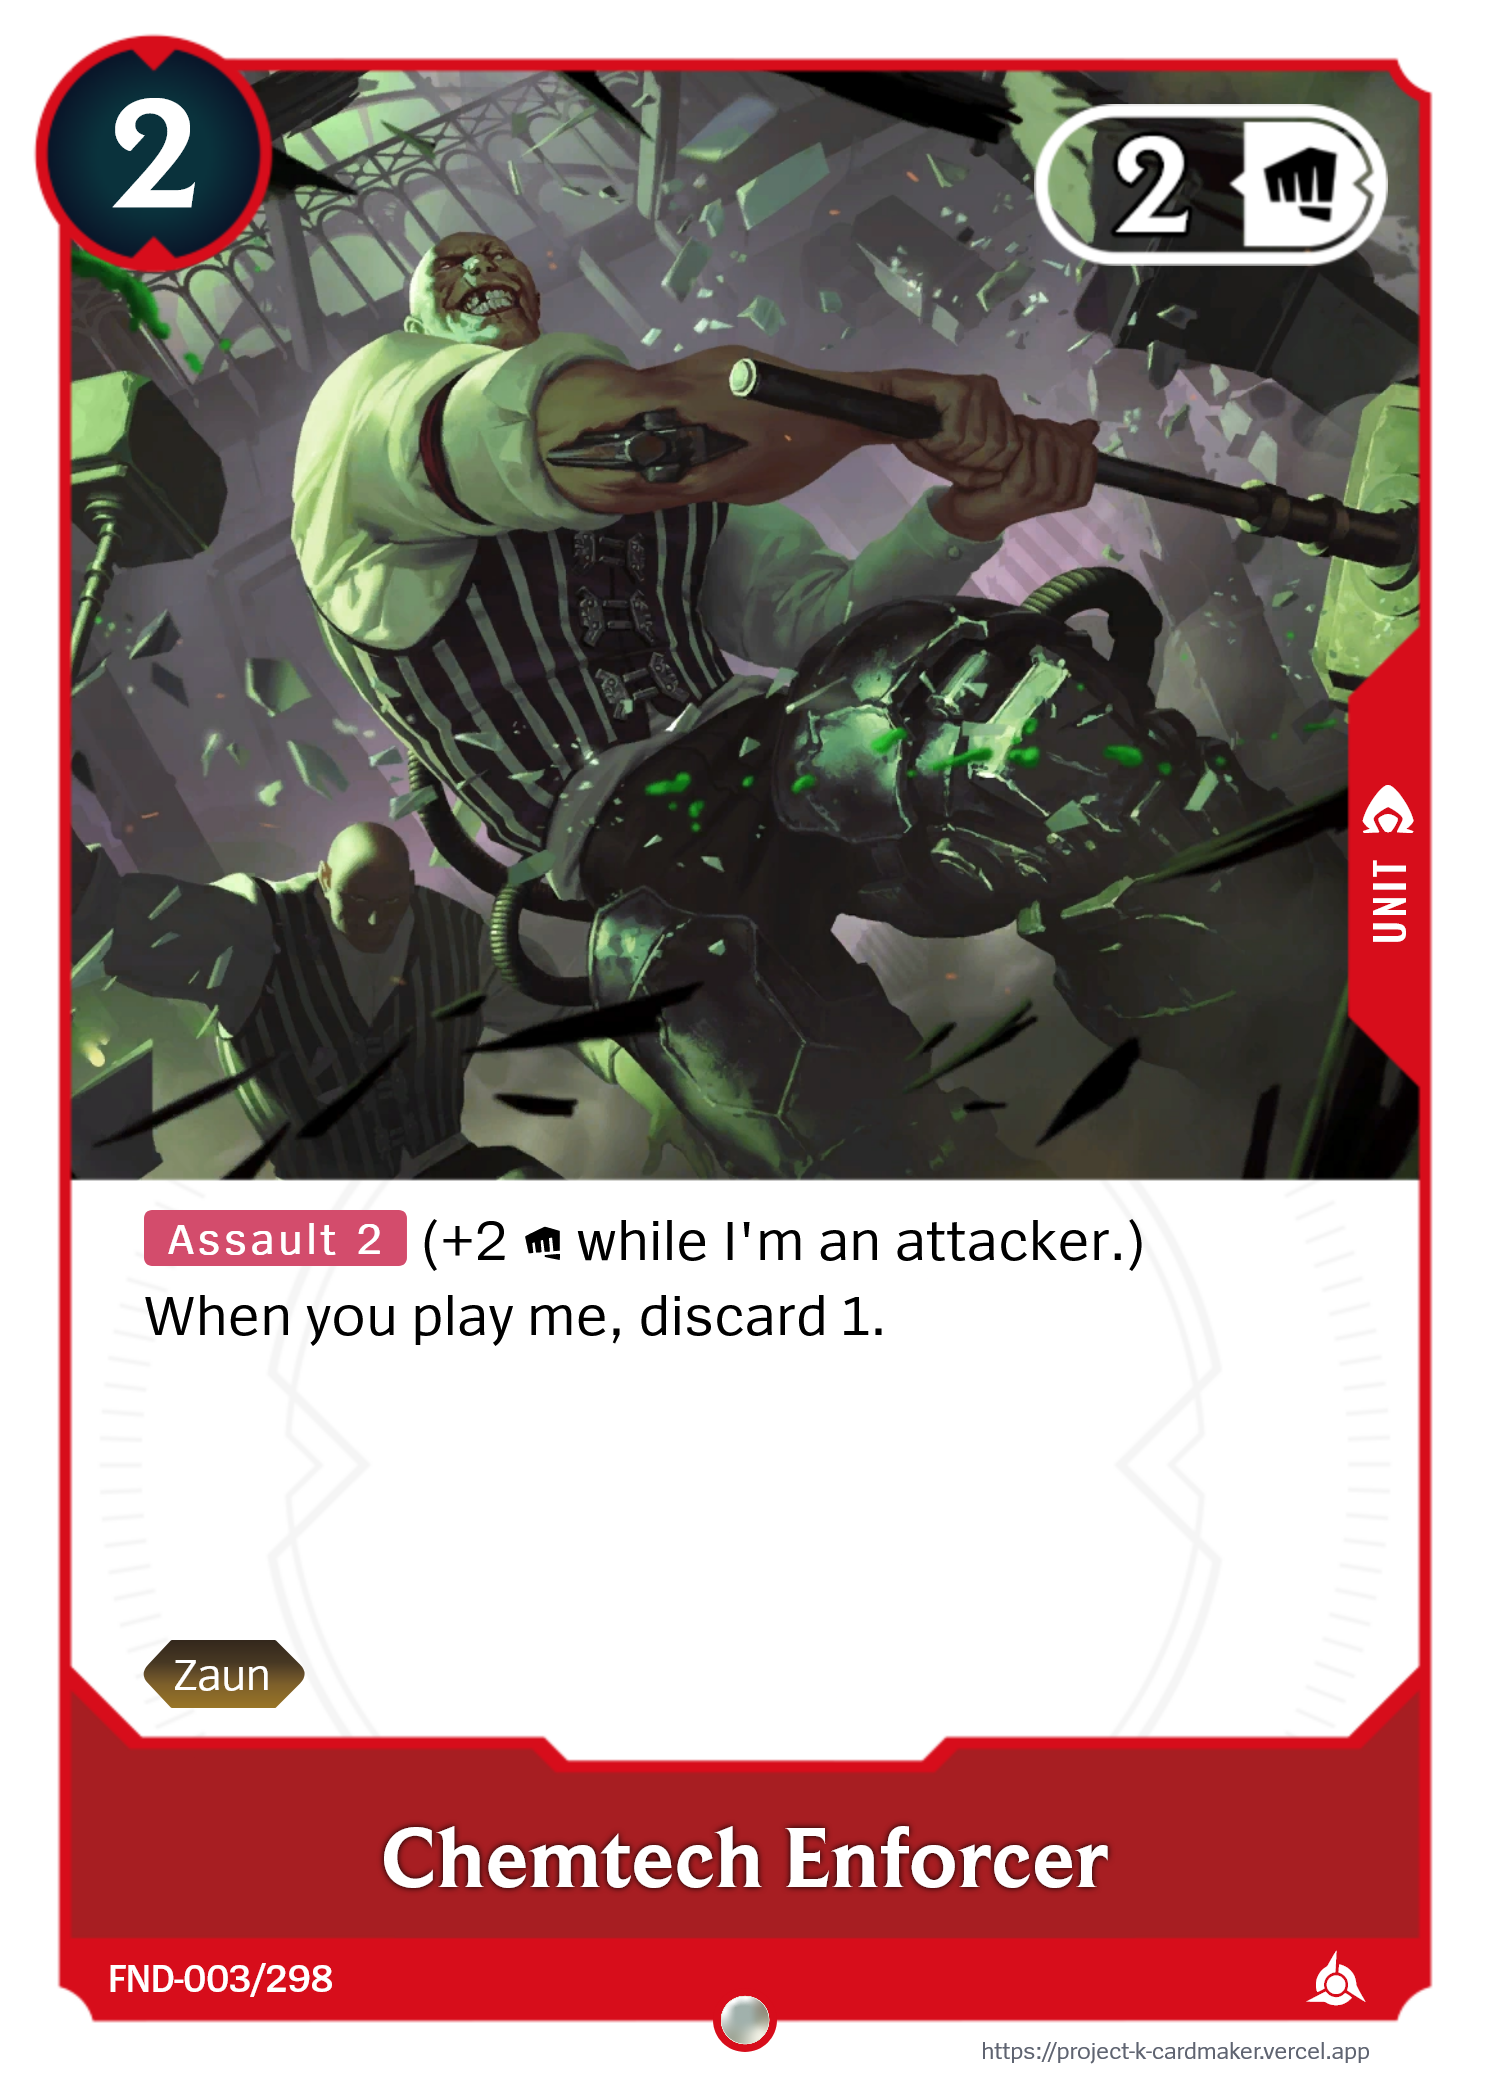 2
2
UNIT
Assault 2 (+2 while I'm an attacker.)
When you play me, discard 1.
Zaun
Chemtech Enforcer
FND-003/298
https://project-k-cardmaker.vercel.app